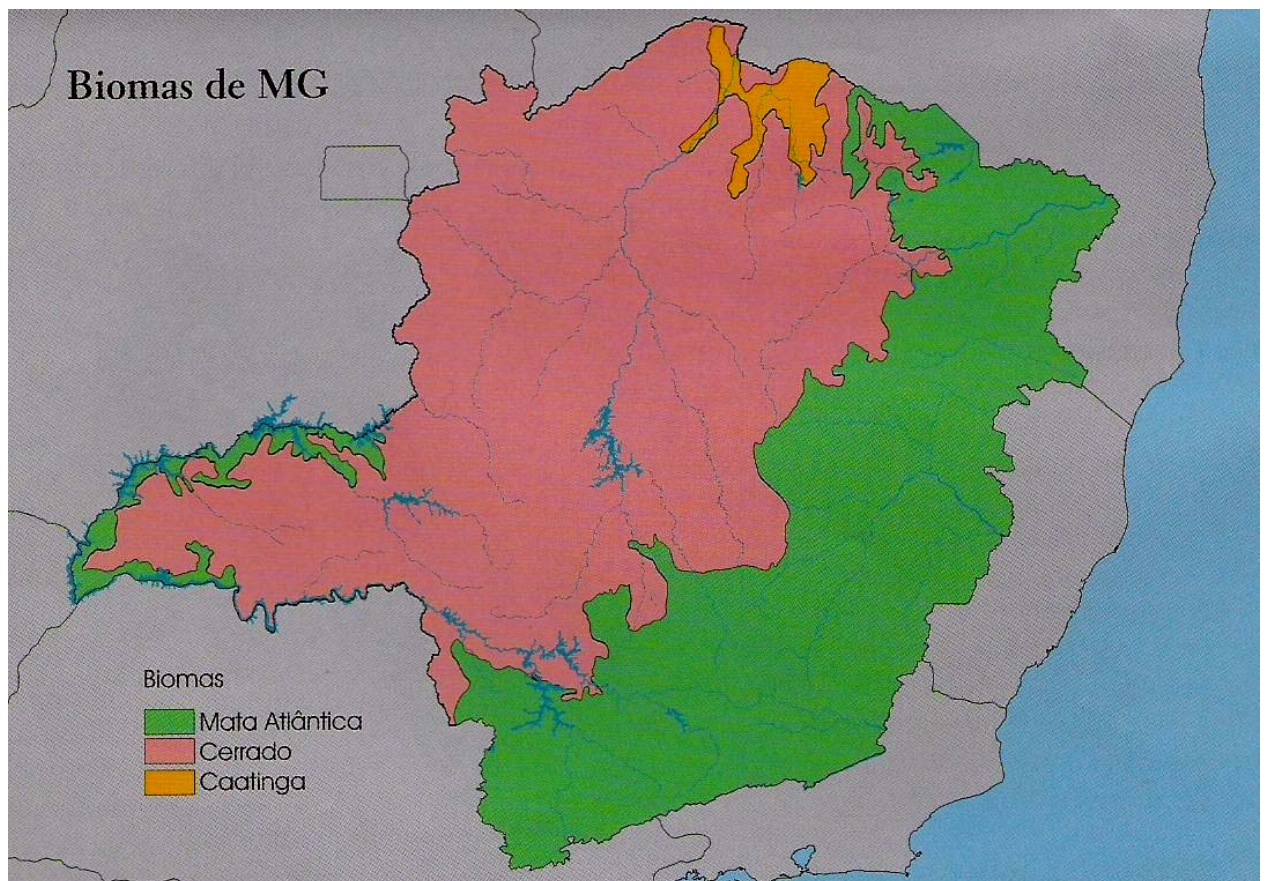 Biomas de MG
Biomas
Mata Atlântica
Cerrado
Caatinga